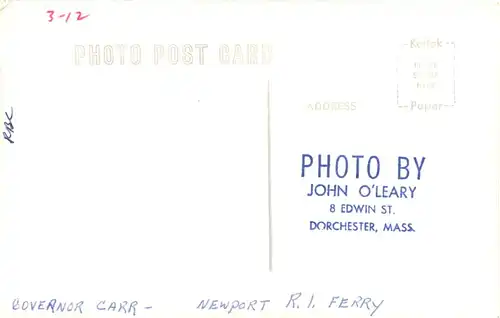 3-12
PHOTO POST CARD
Kodak
Paper
ADDRESS
RBC
PHOTO BY
JOHN O'LEARY
8 EDWIN ST.
DORCHESTER, MASS.
GOVERNOR CARR - NEWPORT R.I. FERRY